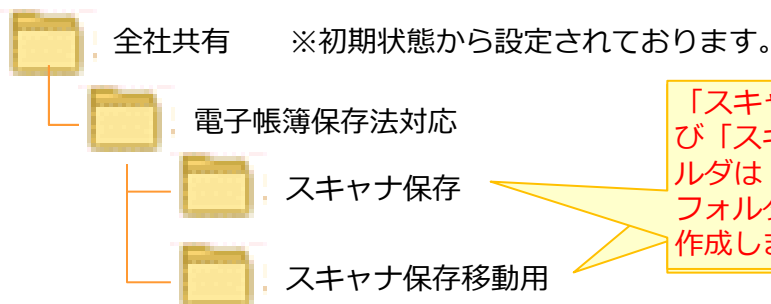 全社共有 ※初期状態から設定されております。
電子帳簿保存法対応
「スキャ
び「スキ
ルダは「
フォルダ
作成しま
スキャナ保存
スキャナ保存移動用